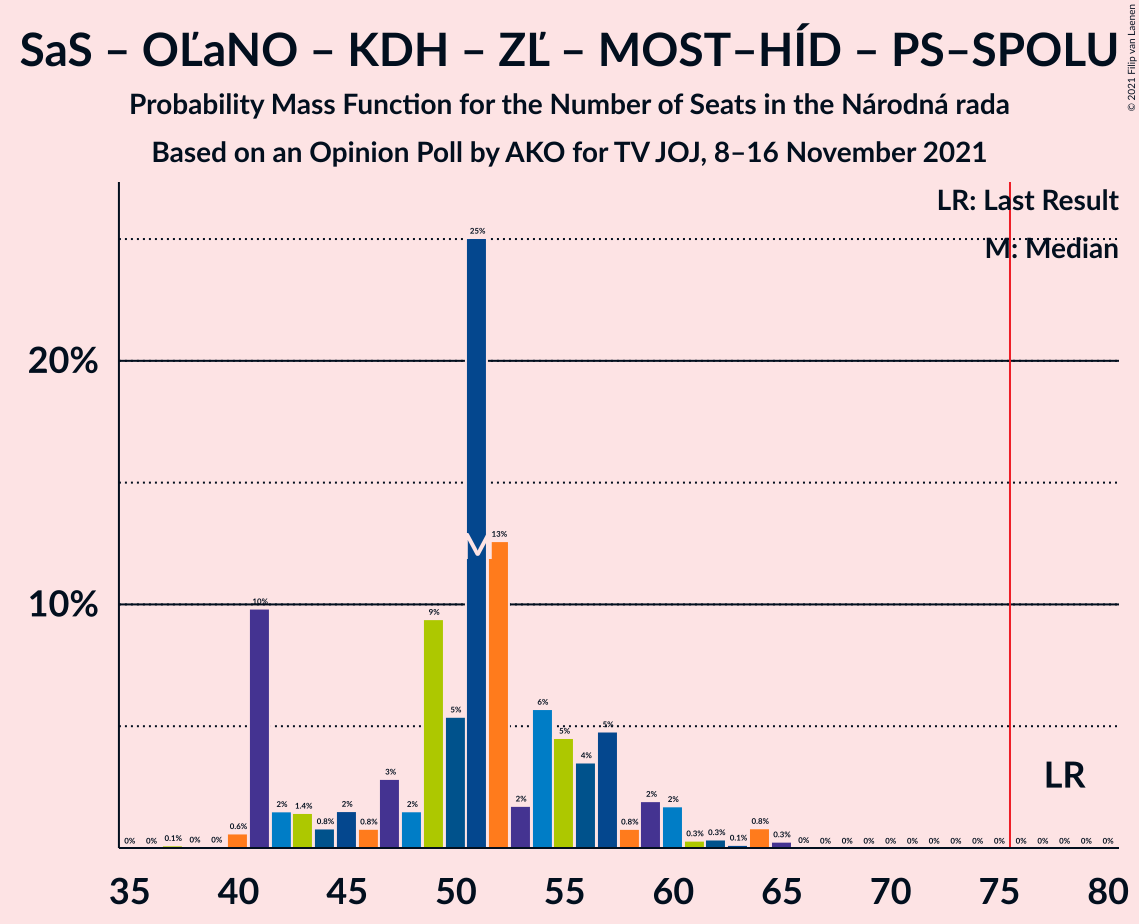 SaS – OĽaNO – KDH – ZĽ – MOST–HÍD – PS–SPOLU
Probability Mass Function for the Number of Seats in the Národná rada
Based on an Opinion Poll by AKO for TV JOJ, 8–16 November 2021
© 2021 Filip van Laenen
LR: Last Result
M: Median
20%
10%
0% 0% 0.1% 0% 0% 0.6% 10% 2% 1.4% 0.8% 2% 0.8% 3% 2% 9% 5% 25% 13% 2% 6% 5% 4% 5% 0.8% 2% 2% 0.3% 0.3% 0.1% 0.8% 0.3% 0% 0% 0% 0% 0% 0% 0% 0% 0% 0% 0% 0% 0% 0% 0%
M
LR
35 40 45 50 55 60 65 70 75 80